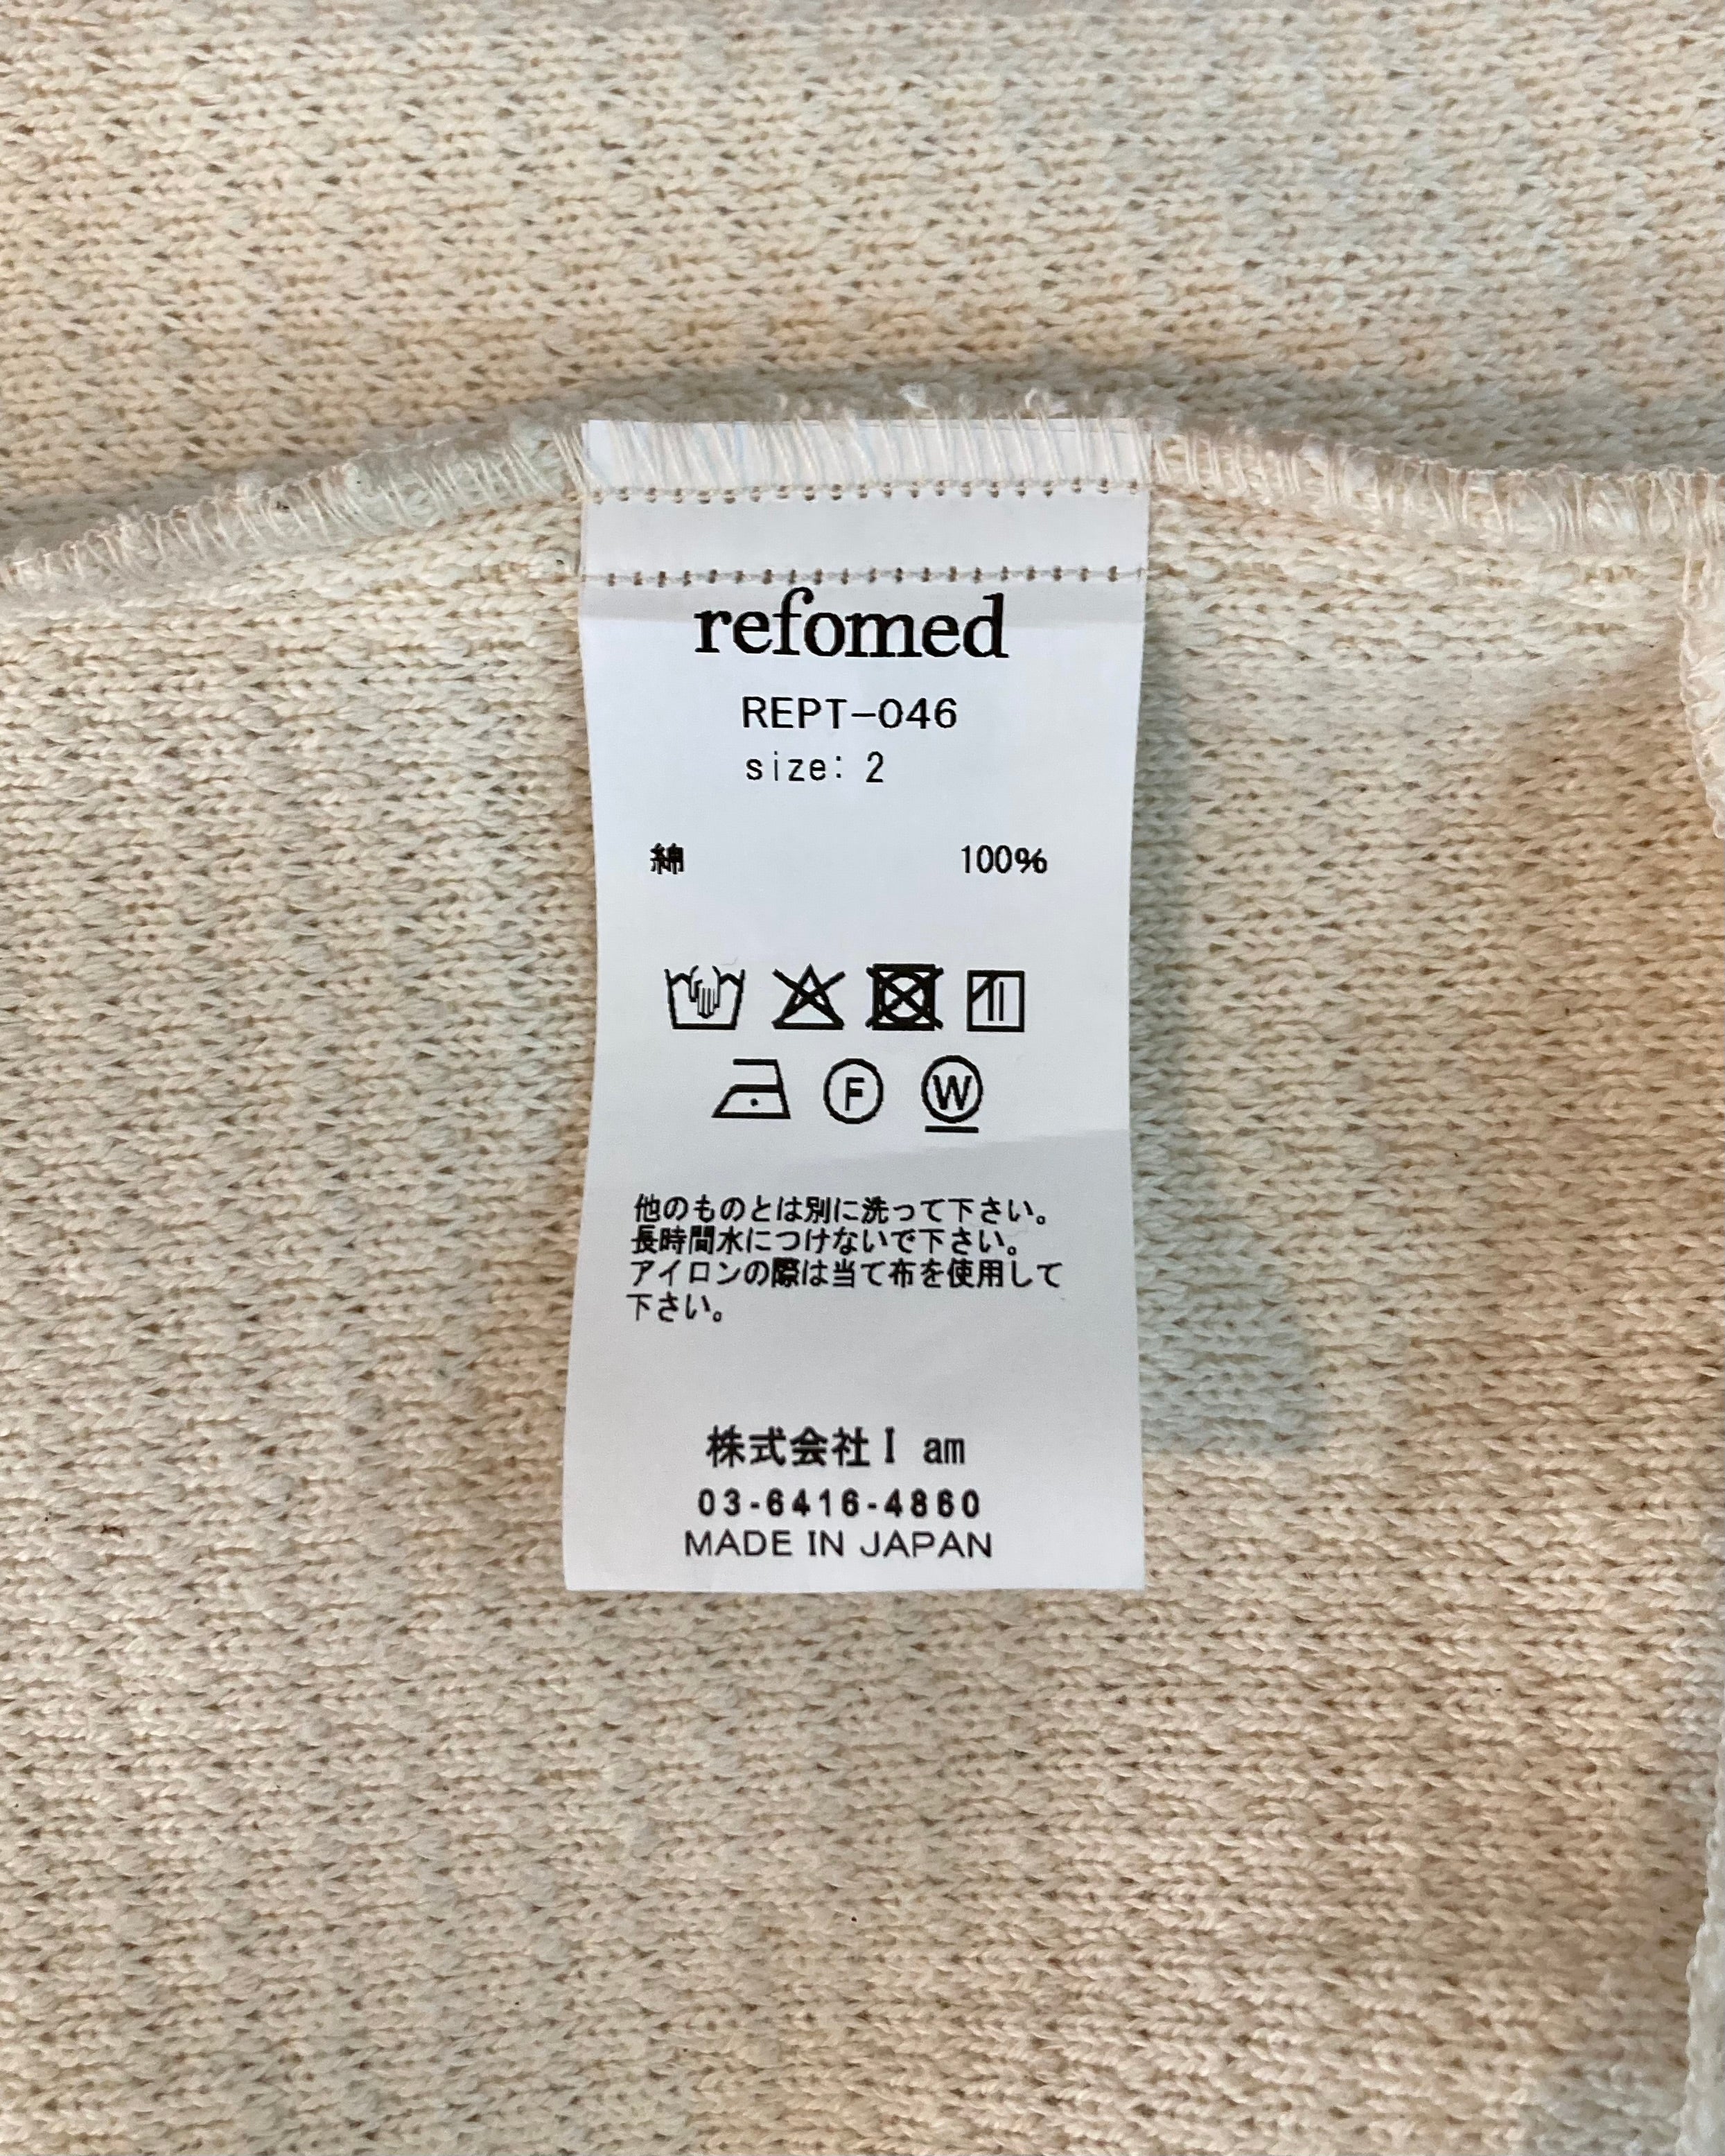 refomed
REPT-046
size: 2
綿 100%
F W
他のものとは別に洗って下さい。
長時間水につけないで下さい。
アイロンの際は当て布を使用して
下さい。
株式会社I am
03-6416-4860
MADE IN JAPAN